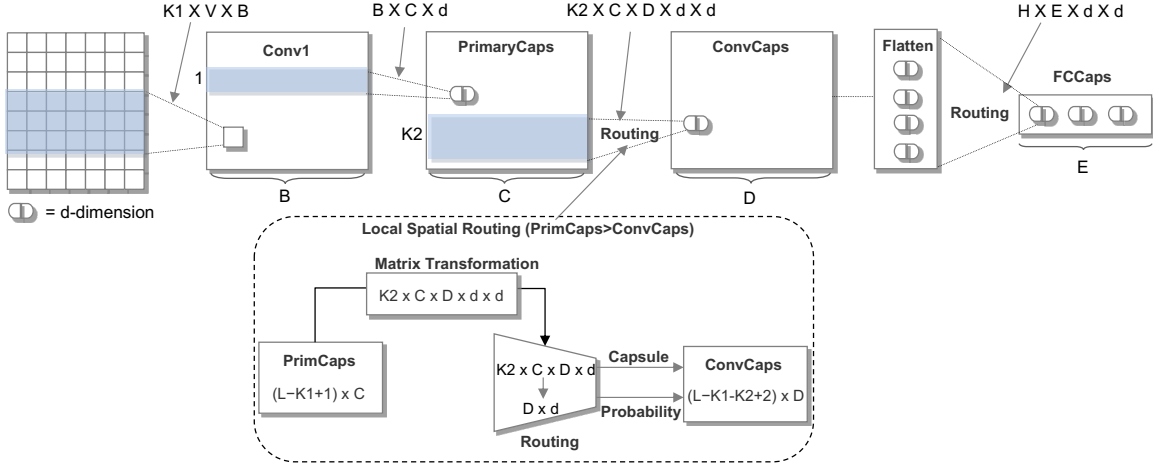 K1 X V X B
B X C X d
K2 X C X D X d X d
H X E X d X d
Conv1
PrimaryCaps
ConvCaps
Flatten
FCCaps
1
K2
Routing
Routing
B
C
D
E
= d-dimension
Local Spatial Routing (PrimCaps>ConvCaps)
Matrix Transformation
K2 x C x D x d x d
PrimCaps
(L−K1+1) x C
K2 x C x D x d
D x d
Routing
Capsule
Probability
ConvCaps
(L−K1-K2+2) x D